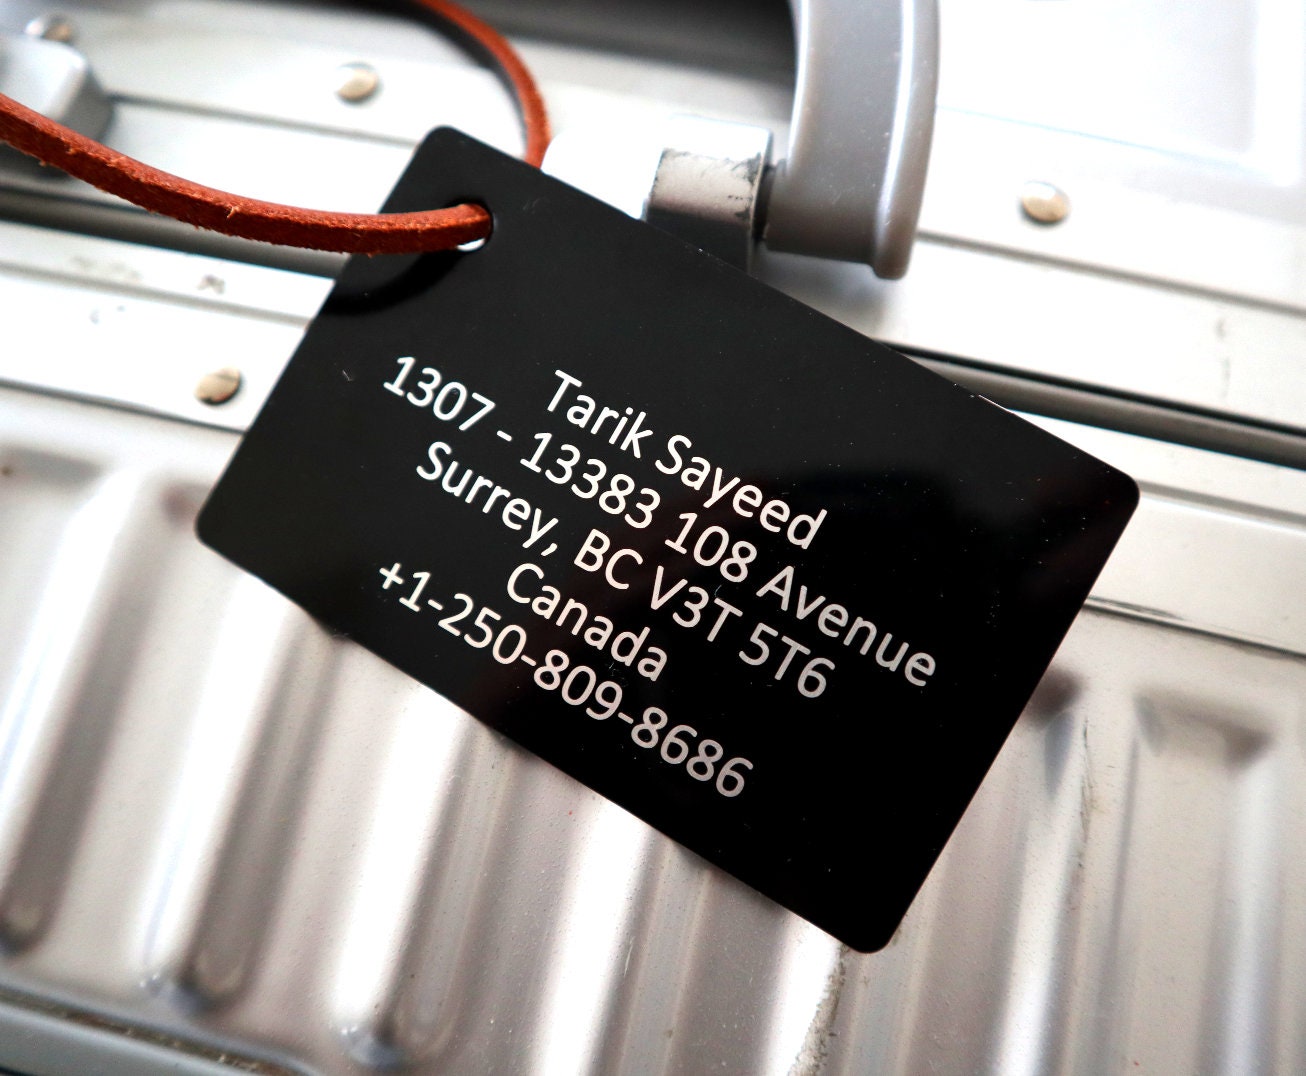 Tarik Sayeed
1307 - 13383 108 Avenue
Surrey, BC V3T 5T6
Canada
+1-250-809-8686